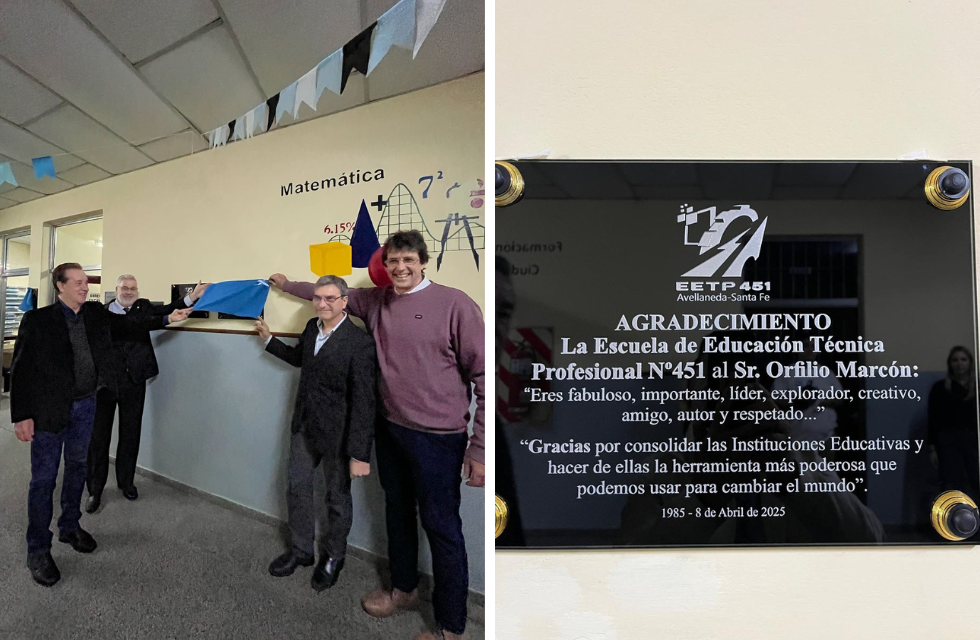 Matemática
7²
+
÷
6.15%
EETP 451
Avellaneda-Santa Fe
AGRADECIMIENTO
La Escuela de Educación Técnica
Profesional Nº451 al Sr. Orfilio Marcón:
“Eres fabuloso, importante, líder, explorador, creativo,
amigo, autor y respetado...”
“Gracias por consolidar las Instituciones Educativas y
hacer de ellas la herramienta más poderosa que
podemos usar para cambiar el mundo”.
1985 - 8 de Abril de 2025